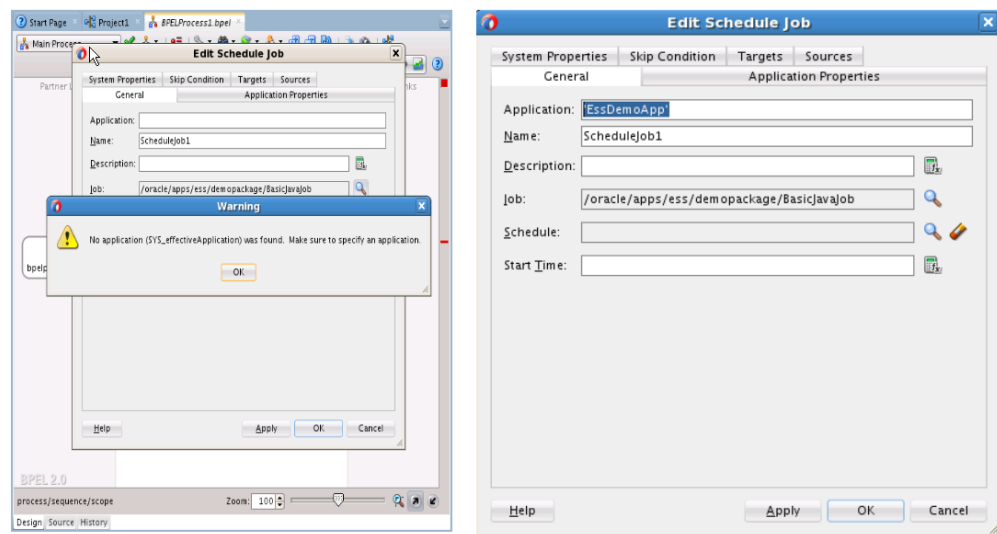 Start Page
Project1
BPELProcess1.bpel
Main Process
Edit Schedule Job
Partner L
nks
System Properties Skip Condition Targets Sources
General Application Properties
Application:
Name: ScheduleJob1
Description:
Job: /oracle/apps/ess/demopackage/BasicJavaJob
Warning
No application (SYS_effectiveApplication) was found. Make sure to specify an application.
OK
bpelp
Help Apply OK Cancel
BPEL 2.0
process/sequence/scope Zoom: 100
Design Source History
Edit Schedule Job
System Properties Skip Condition Targets Sources
General Application Properties
Application: 'EssDemoApp'
Name: ScheduleJob1
Description:
Job: /oracle/apps/ess/demopackage/BasicJavaJob
Schedule:
Start Time:
Help Apply OK Cancel